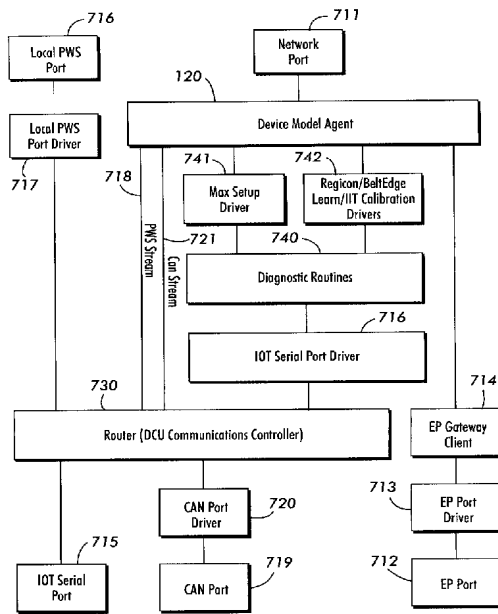 716
Local PWS
Port
711
Network
Port
120
Device Model Agent
Local PWS
Port Driver
717
718
PWS Stream
721
Can Stream
741
Max Setup
Driver
742
Regicon/BeltEdge
Learn/IIT Calibration
Drivers
740
Diagnostic Routines
716
IOT Serial Port Driver
730
Router (DCU Communications Controller)
714
EP Gateway
Client
715
IOT Serial
Port
CAN Port
Driver
720
CAN Part
719
713
EP Port
Driver
712
EP Port